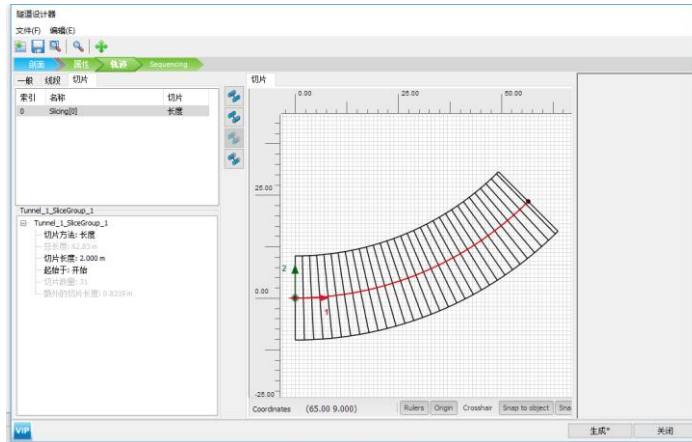 隧道设计器
文件(F) 编辑(E)
剖面 属性 轨迹 Sequencing
一般 线段 切片
索引 名称 切片
0 Slicing[0] 长度
Tunnel_1_SliceGroup_1
Tunnel_1_SliceGroup_1
切片方法: 长度
总长度: 62.83 m
切片长度: 2.000 m
起始于: 开始
切片数量: 31
额外的切片长度: 0.8319 m
切片
0.00 25.00 50.00
25.00
2
0.00
1
-25.00
Coordinates (65.00 9.000) Rulers Origin Crosshair Snap to object Sna
VIP 生成* 关闭